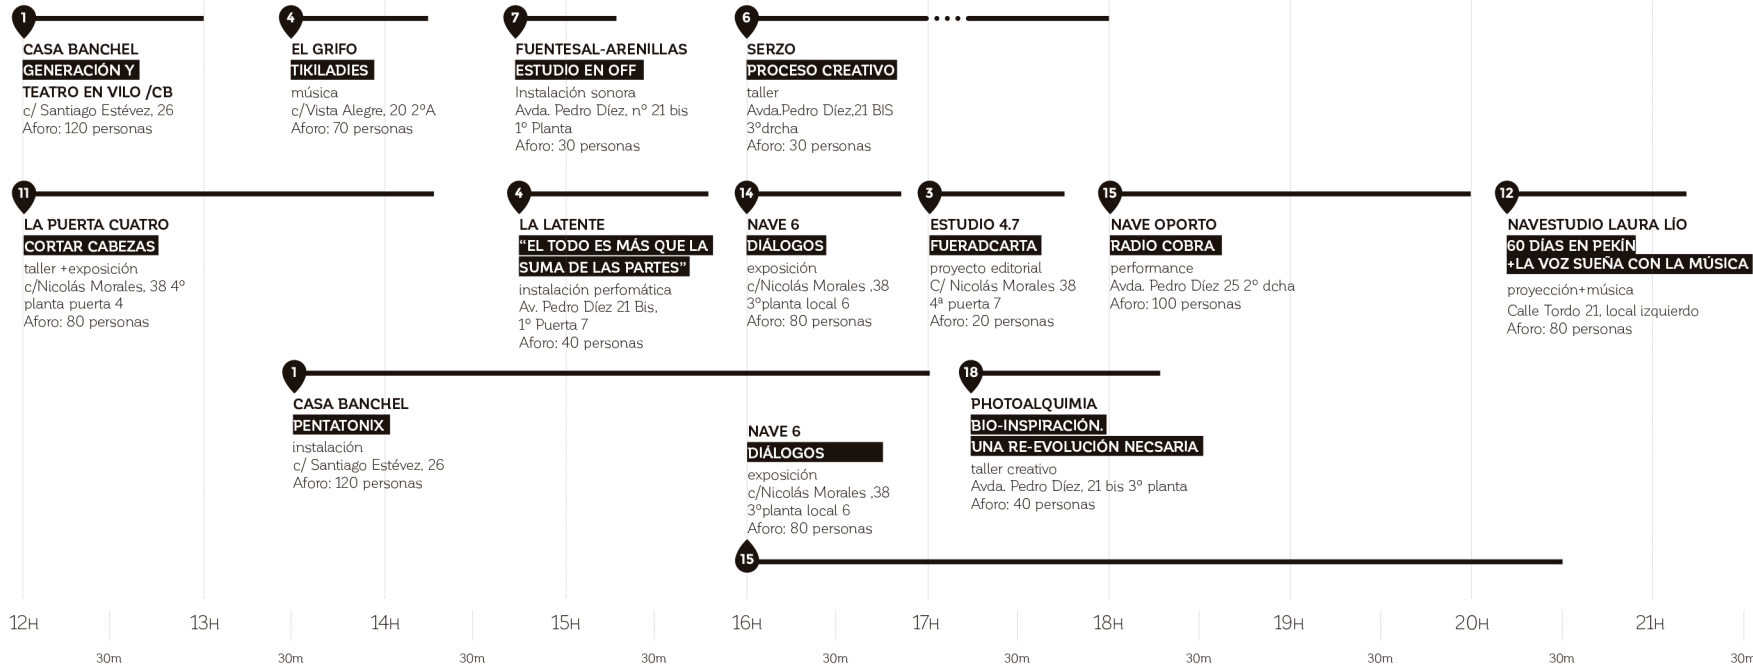 1
CASA BANCHEL
GENERACIÓN Y
TEATRO EN VILO /CB
c/ Santiago Estévez, 26
Aforo: 120 personas
4
EL GRIFO
TIKILADIES
música
c/Vista Alegre, 20 2ºA
Aforo: 70 personas
7
FUENTESAL-ARENILLAS
ESTUDIO EN OFF
Instalación sonora
Avda. Pedro Díez, nº 21 bis
1º Planta
Aforo: 30 personas
6
SERZO
PROCESO CREATIVO
taller
Avda.Pedro Díez,21 BIS
3ºdrcha
Aforo: 30 personas
11
LA PUERTA CUATRO
CORTAR CABEZAS
taller +exposición
c/Nicolás Morales, 38 4º
planta puerta 4
Aforo: 80 personas
4
LA LATENTE
“EL TODO ES MÁS QUE LA
SUMA DE LAS PARTES”
instalación perfomática
Av. Pedro Díez 21 Bis,
1º Puerta 7
Aforo: 40 personas
14
NAVE 6
DIÁLOGOS
exposición
c/Nicolás Morales ,38
3ºplanta local 6
Aforo: 80 personas
3
ESTUDIO 4.7
FUERADCARTA
proyecto editorial
C/ Nicolás Morales 38
4ª puerta 7
Aforo: 20 personas
15
NAVE OPORTO
RADIO COBRA
performance
Avda. Pedro Díez 25 2º dcha
Aforo: 100 personas
12
NAVESTUDIO LAURA LÍO
60 DÍAS EN PEKÍN
+LA VOZ SUEÑA CON LA MÚSICA
proyección+música
Calle Tordo 21, local izquierdo
Aforo: 80 personas
1
CASA BANCHEL
PENTATONIX
instalación
c/ Santiago Estévez, 26
Aforo: 120 personas
NAVE 6
DIÁLOGOS
exposición
c/Nicolás Morales ,38
3ºplanta local 6
Aforo: 80 personas
15
18
PHOTOALQUIMIA
BIO-INSPIRACIÓN.
UNA RE-EVOLUCIÓN NECSARIA
taller creativo
Avda. Pedro Díez, 21 bis 3º planta
Aforo: 40 personas
12H 13H 14H 15H 16H 17H 18H 19H 20H 21H
30m 30m 30m 30m 30m 30m 30m 30m 30m 30m